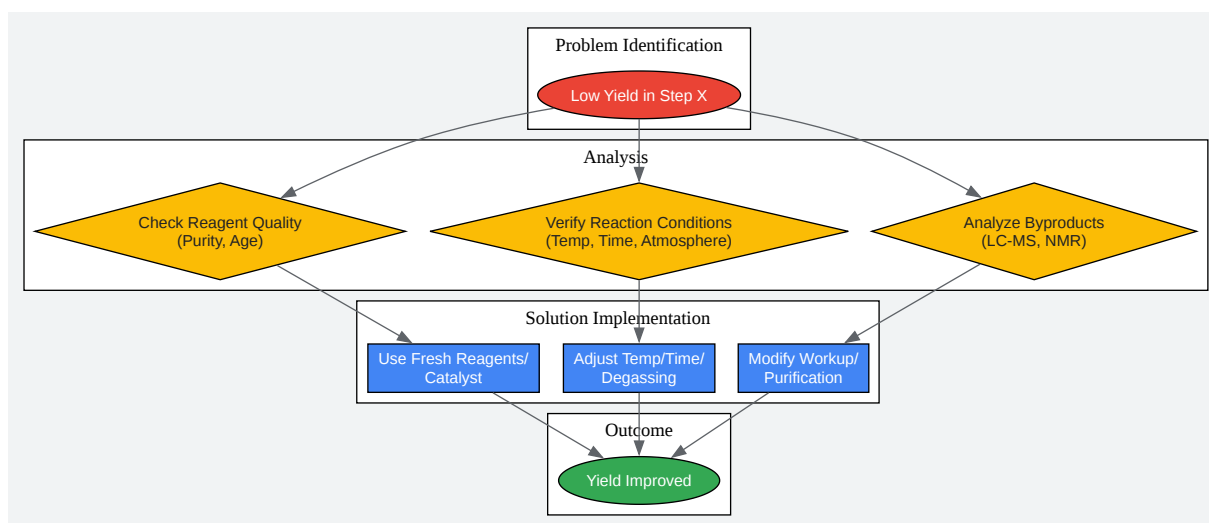 Problem Identification
Low Yield in Step X
Analysis
Check Reagent Quality
(Purity, Age)
Verify Reaction Conditions
(Temp, Time, Atmosphere)
Analyze Byproducts
(LC-MS, NMR)
Solution Implementation
Use Fresh Reagents/
Catalyst
Adjust Temp/Time/
Degassing
Modify Workup/
Purification
Outcome
Yield Improved